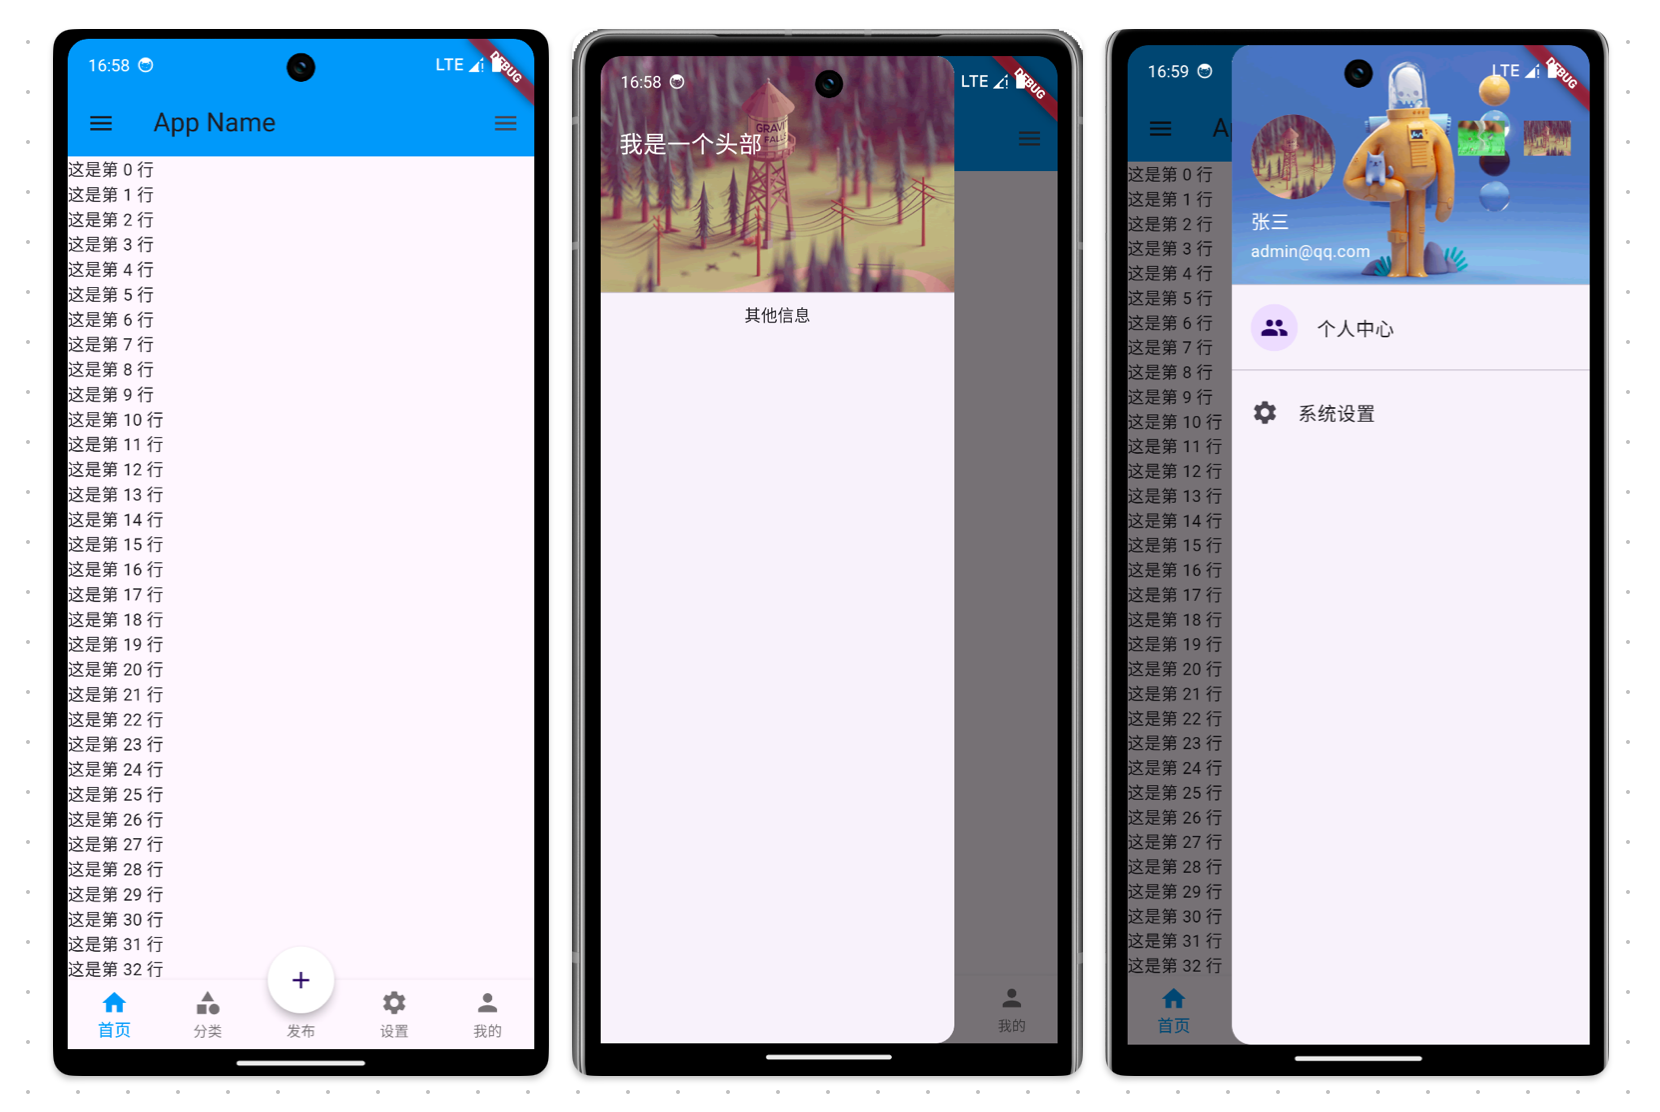 16:58
LTE
DEBUG
App Name
这是第 0 行
这是第 1 行
这是第 2 行
这是第 3 行
这是第 4 行
这是第 5 行
这是第 6 行
这是第 7 行
这是第 8 行
这是第 9 行
这是第 10 行
这是第 11 行
这是第 12 行
这是第 13 行
这是第 14 行
这是第 15 行
这是第 16 行
这是第 17 行
这是第 18 行
这是第 19 行
这是第 20 行
这是第 21 行
这是第 22 行
这是第 23 行
这是第 24 行
这是第 25 行
这是第 26 行
这是第 27 行
这是第 28 行
这是第 29 行
这是第 30 行
这是第 31 行
这是第 32 行
首页
分类
发布
设置
我的
16:58
LTE
DEBUG
GRAVI
FALLS
我是一个头部
其他信息
我的
16:59
LTE
DEBUG
A
张三
admin@qq.com
个人中心
系统设置
这是第 0 行
这是第 1 行
这是第 2 行
这是第 3 行
这是第 4 行
这是第 5 行
这是第 6 行
这是第 7 行
这是第 8 行
这是第 9 行
这是第 10 行
这是第 11 行
这是第 12 行
这是第 13 行
这是第 14 行
这是第 15 行
这是第 16 行
这是第 17 行
这是第 18 行
这是第 19 行
这是第 20 行
这是第 21 行
这是第 22 行
这是第 23 行
这是第 24 行
这是第 25 行
这是第 26 行
这是第 27 行
这是第 28 行
这是第 29 行
这是第 30 行
这是第 31 行
这是第 32 行
首页